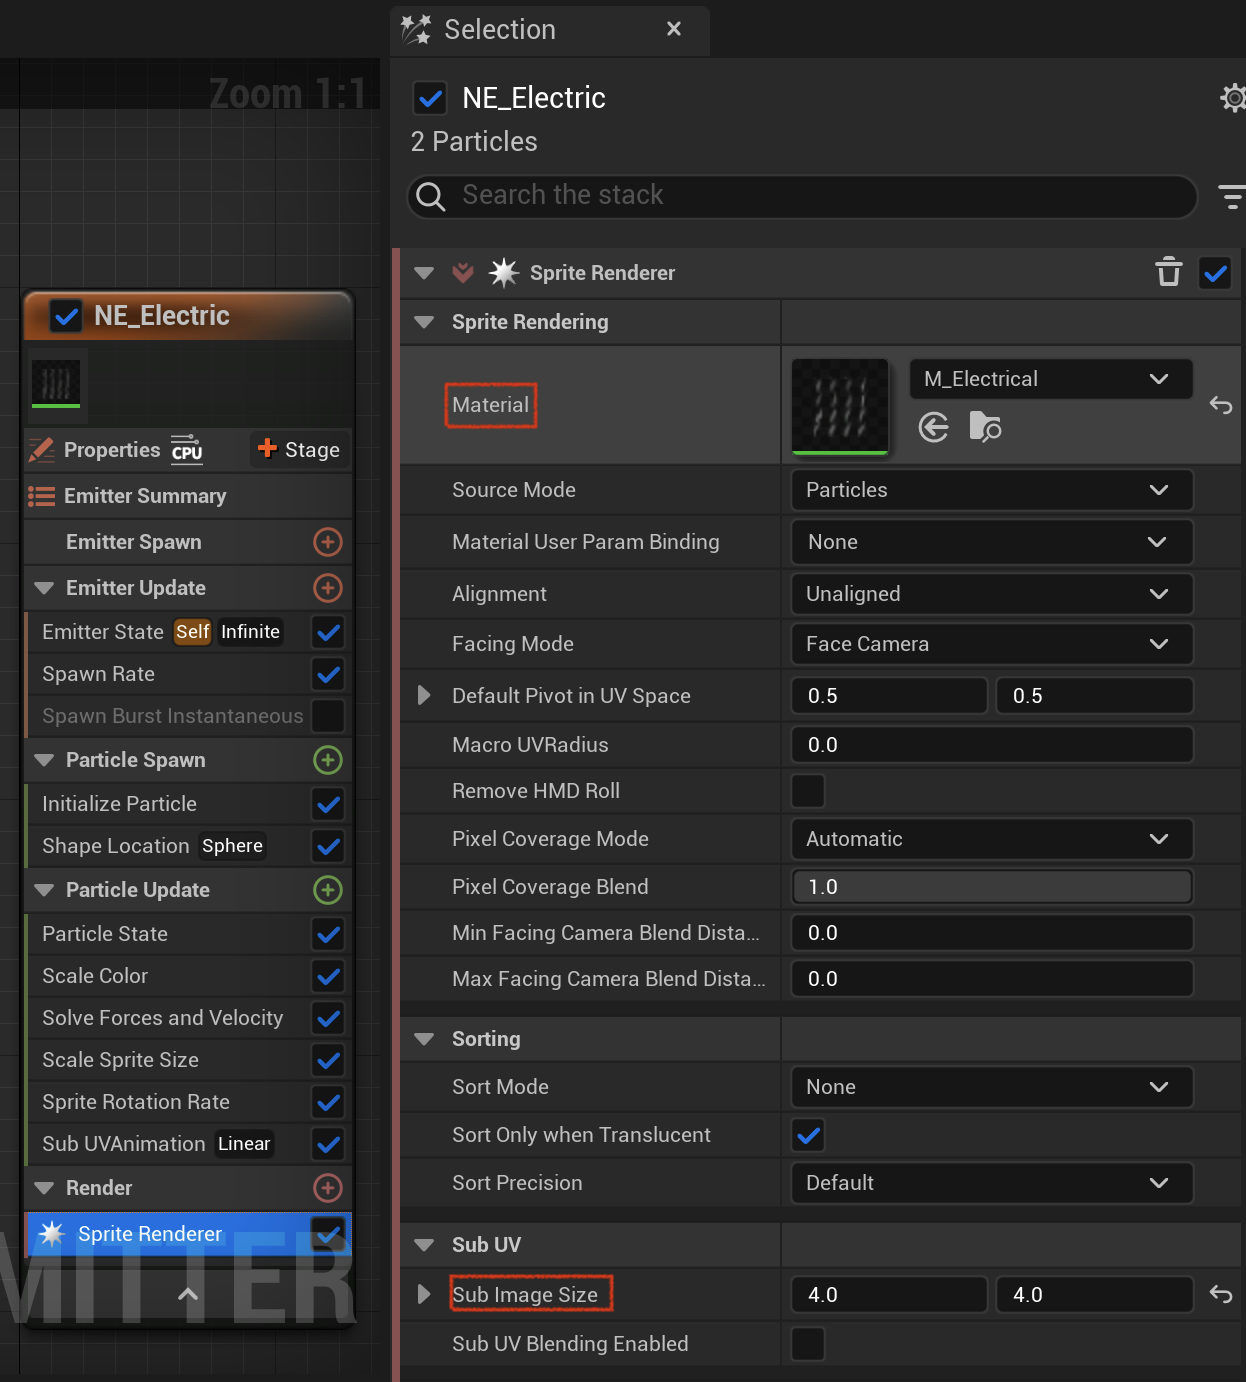 Selection
Zoom 1:1
NE_Electric
2 Particles
Search the stack
Sprite Renderer
Sprite Rendering
Material
M_Electrical
Source Mode
Particles
Material User Param Binding
None
Alignment
Unaligned
Facing Mode
Face Camera
Default Pivot in UV Space
0.5
0.5
Macro UVRadius
0.0
Remove HMD Roll
Pixel Coverage Mode
Automatic
Pixel Coverage Blend
1.0
Min Facing Camera Blend Dista...
0.0
Max Facing Camera Blend Dista...
0.0
Sorting
Sort Mode
None
Sort Only when Translucent
Sort Precision
Default
Sub UV
Sub Image Size
4.0
4.0
Sub UV Blending Enabled
NE_Electric
Properties
CPU
Stage
Emitter Summary
Emitter Spawn
Emitter Update
Emitter State Self Infinite
Spawn Rate
Spawn Burst Instantaneous
Particle Spawn
Initialize Particle
Shape Location Sphere
Particle Update
Particle State
Scale Color
Solve Forces and Velocity
Scale Sprite Size
Sprite Rotation Rate
Sub UVAnimation Linear
Render
Sprite Renderer
MITTER